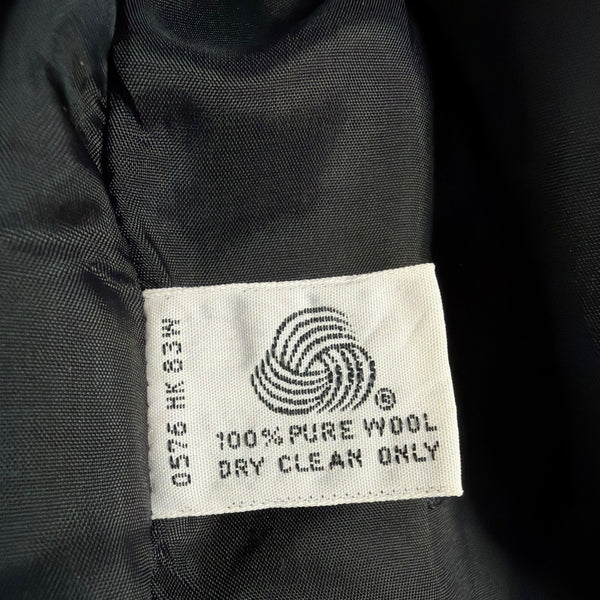 0576 HK 83W
®
100% PURE WOOL
DRY CLEAN ONLY